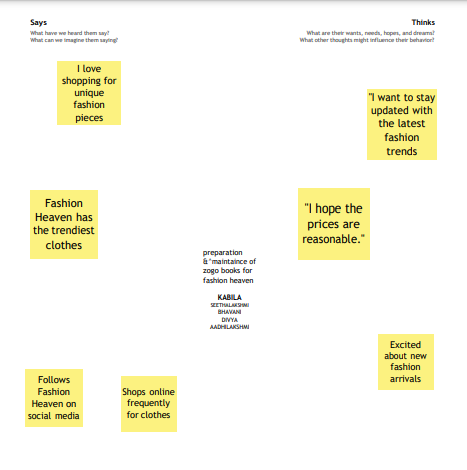 Says
What have we heard them say?
What can we imagine them saying?
Thinks
What are their wants, needs, hopes, and dreams?
What other thoughts might influence their behavior?
I love
shopping for
unique
fashion
pieces
"I want to stay
updated with
the latest
fashion
trends
Fashion
Heaven has
the trendiest
clothes
"I hope the
prices are
reasonable."
preparation
&"maintaince of
zogo books for
fashion heaven
KABILA
SEETHALAKSHMI
BHAVANI
DIVYA
AADHILAKSHMI
Excited
about new
fashion
arrivals
Follows
Fashion
Heaven on
social media
Shops online
frequently
for clothes